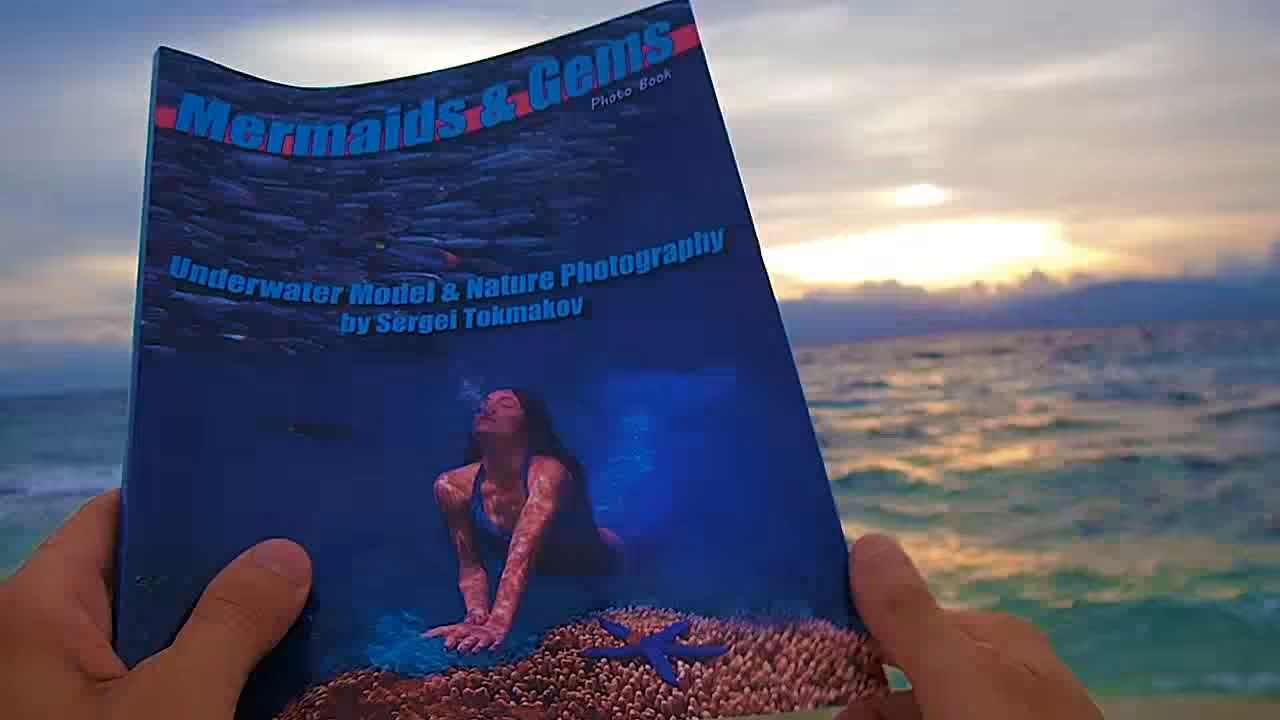 Mermaids & Gems
Photo Book
Underwater Model & Nature Photography
by Sergei Tokmakov